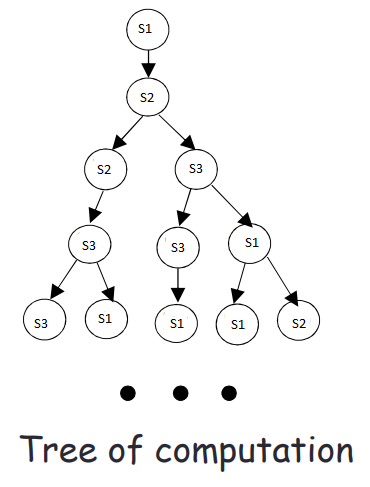 S1
S2
S2 S3
S3 S3 S1
S3 S1 S1 S1 S2
Tree of computation